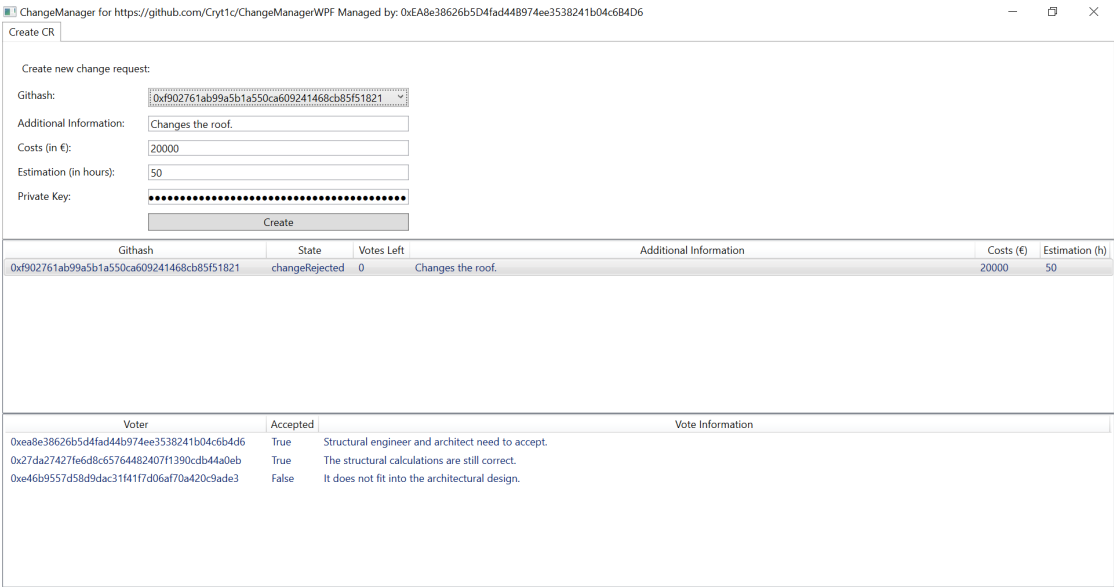 ChangeManager for https://github.com/Cryt1c/ChangeManagerWPF Managed by: 0xEA8e38626b5D4fad44B974ee3538241b04c6B4D6
Create CR
Create new change request:
Githash: 0xf902761ab99a5b1a550ca609241468cb85f51821
Additional Information: Changes the roof.
Costs (in €): 20000
Estimation (in hours): 50
Private Key: ●●●●●●●●●●●●●●●●●●●●●●●●●●●●●●●●●●●●●●●●●
Create
Githash State Votes Left Additional Information Costs (€) Estimation (h)
0xf902761ab99a5b1a550ca609241468cb85f51821 changeRejected 0 Changes the roof. 20000 50
Voter Accepted Vote Information
0xea8e38626b5d4fad44b974ee3538241b04c6b4d6 True Structural engineer and architect need to accept.
0x27da27427fe6d8c65764482407f1390cdb44a0eb True The structural calculations are still correct.
0xe46b9557d58d9dac31f41f7d06af70a420c9ade3 False It does not fit into the architectural design.